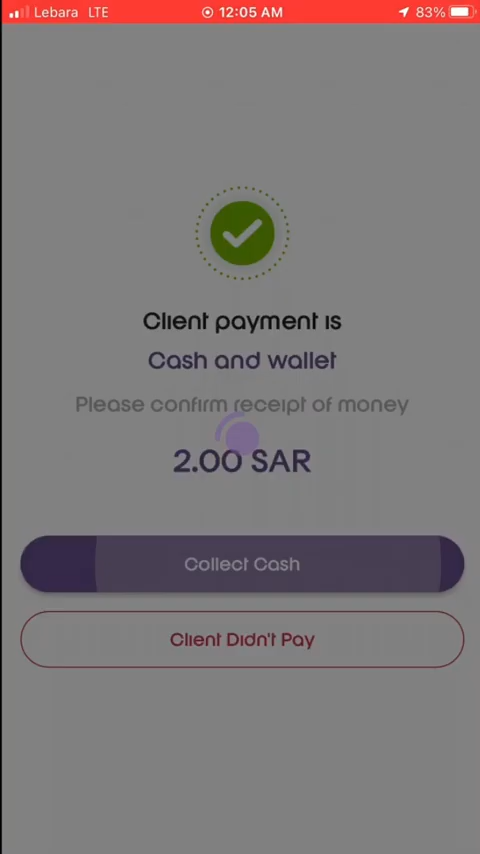 Lebara LTE 12:05 AM 83%
Client payment is
Cash and wallet
Please confirm receipt of money
2.00 SAR
Collect Cash
Client Didn't Pay